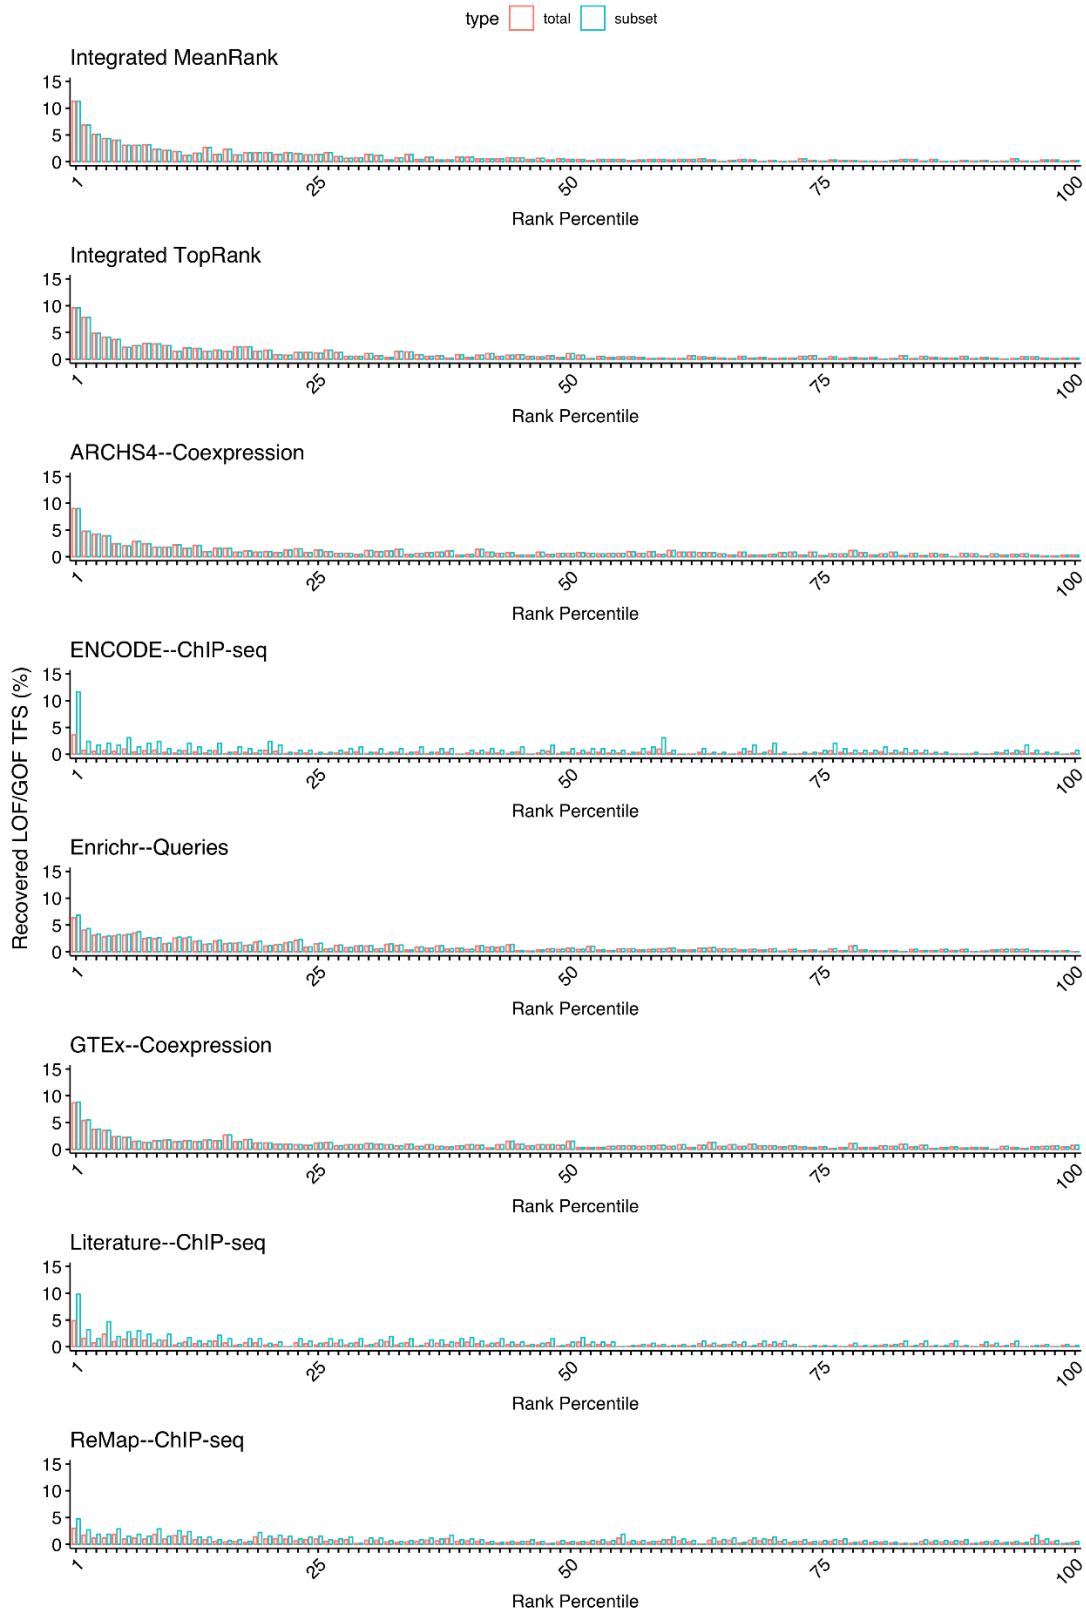 type total subset
Recovered LOF/GOF TFS (%)
Integrated MeanRank
15
10
5
0
1 25 50 75 100
Rank Percentile
Integrated TopRank
15
10
5
0
1 25 50 75 100
Rank Percentile
ARCHS4--Coexpression
15
10
5
0
1 25 50 75 100
Rank Percentile
ENCODE--ChIP-seq
15
10
5
0
1 25 50 75 100
Rank Percentile
Enrichr--Queries
15
10
5
0
1 25 50 75 100
Rank Percentile
GTEx--Coexpression
15
10
5
0
1 25 50 75 100
Rank Percentile
Literature--ChIP-seq
15
10
5
0
1 25 50 75 100
Rank Percentile
ReMap--ChIP-seq
15
10
5
0
1 25 50 75 100
Rank Percentile